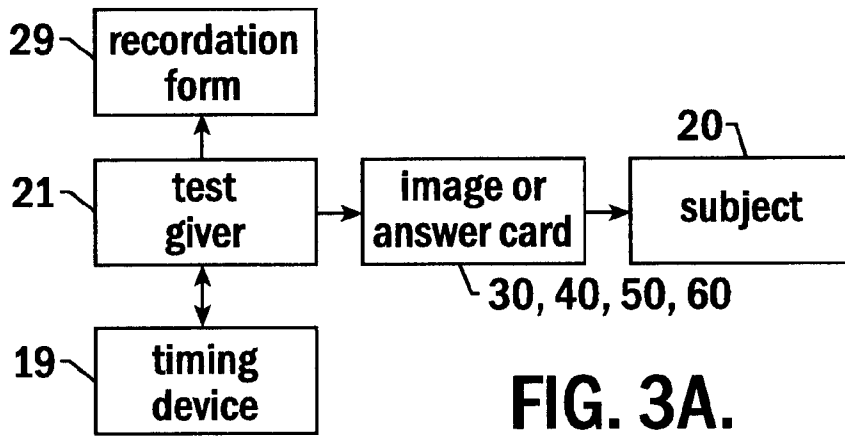 29
recordation
form
20
21
test
giver
image or
answer card
subject
30, 40, 50, 60
19
timing
device
FIG. 3A.